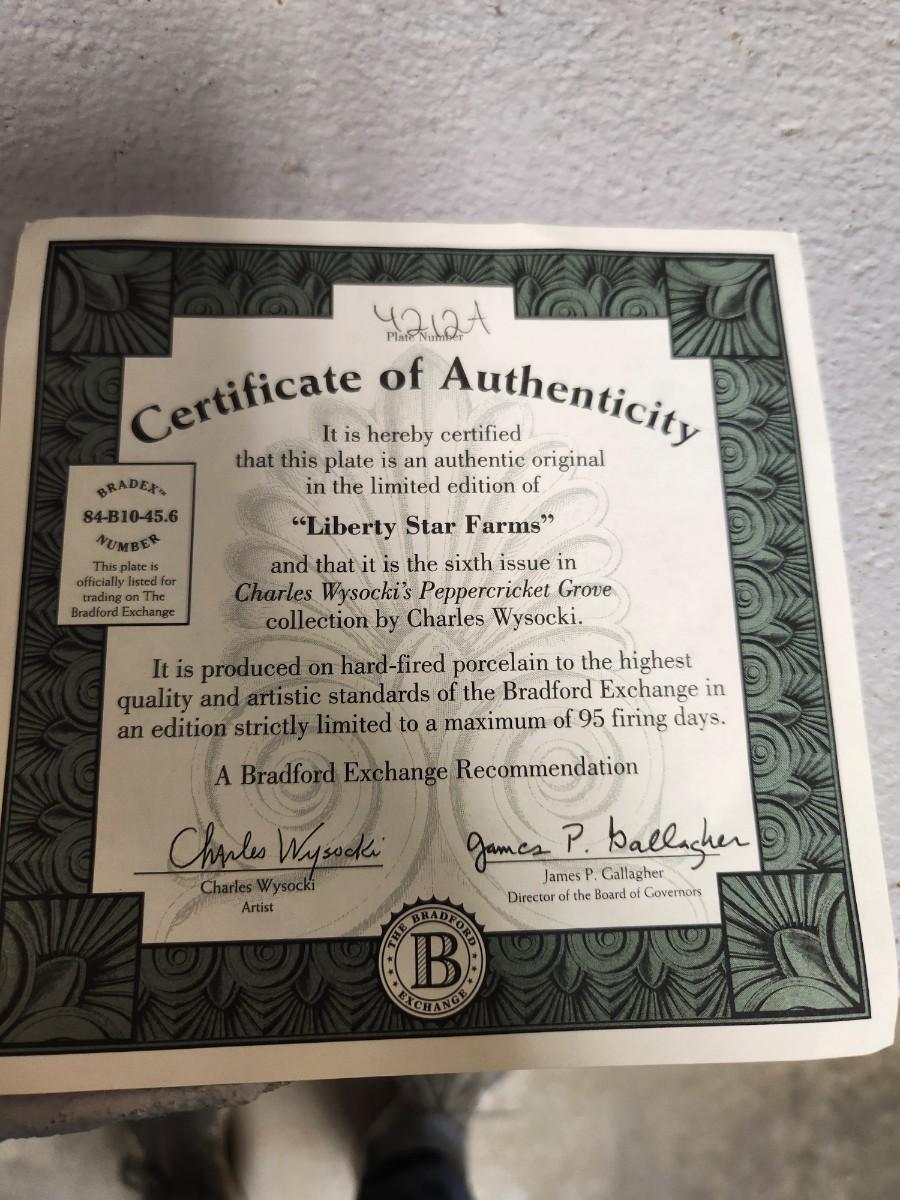 4212A
Plate Number
Certificate of Authenticity
It is hereby certified
that this plate is an authentic original
in the limited edition of
“Liberty Star Farms”
and that it is the sixth issue in
Charles Wysocki's Peppercricket Grove
collection by Charles Wysocki.
BRADEX™
84-B10-45.6
NUMBER
This plate is
officially listed for
trading on The
Bradford Exchange
It is produced on hard-fired porcelain to the highest
quality and artistic standards of the Bradford Exchange in
an edition strictly limited to a maximum of 95 firing days.
A Bradford Exchange Recommendation
Charles Wysocki
Charles Wysocki
Artist
James P. Gallagher
James P. Gallagher
Director of the Board of Governors
THE BRADFORD
B
EXCHANGE